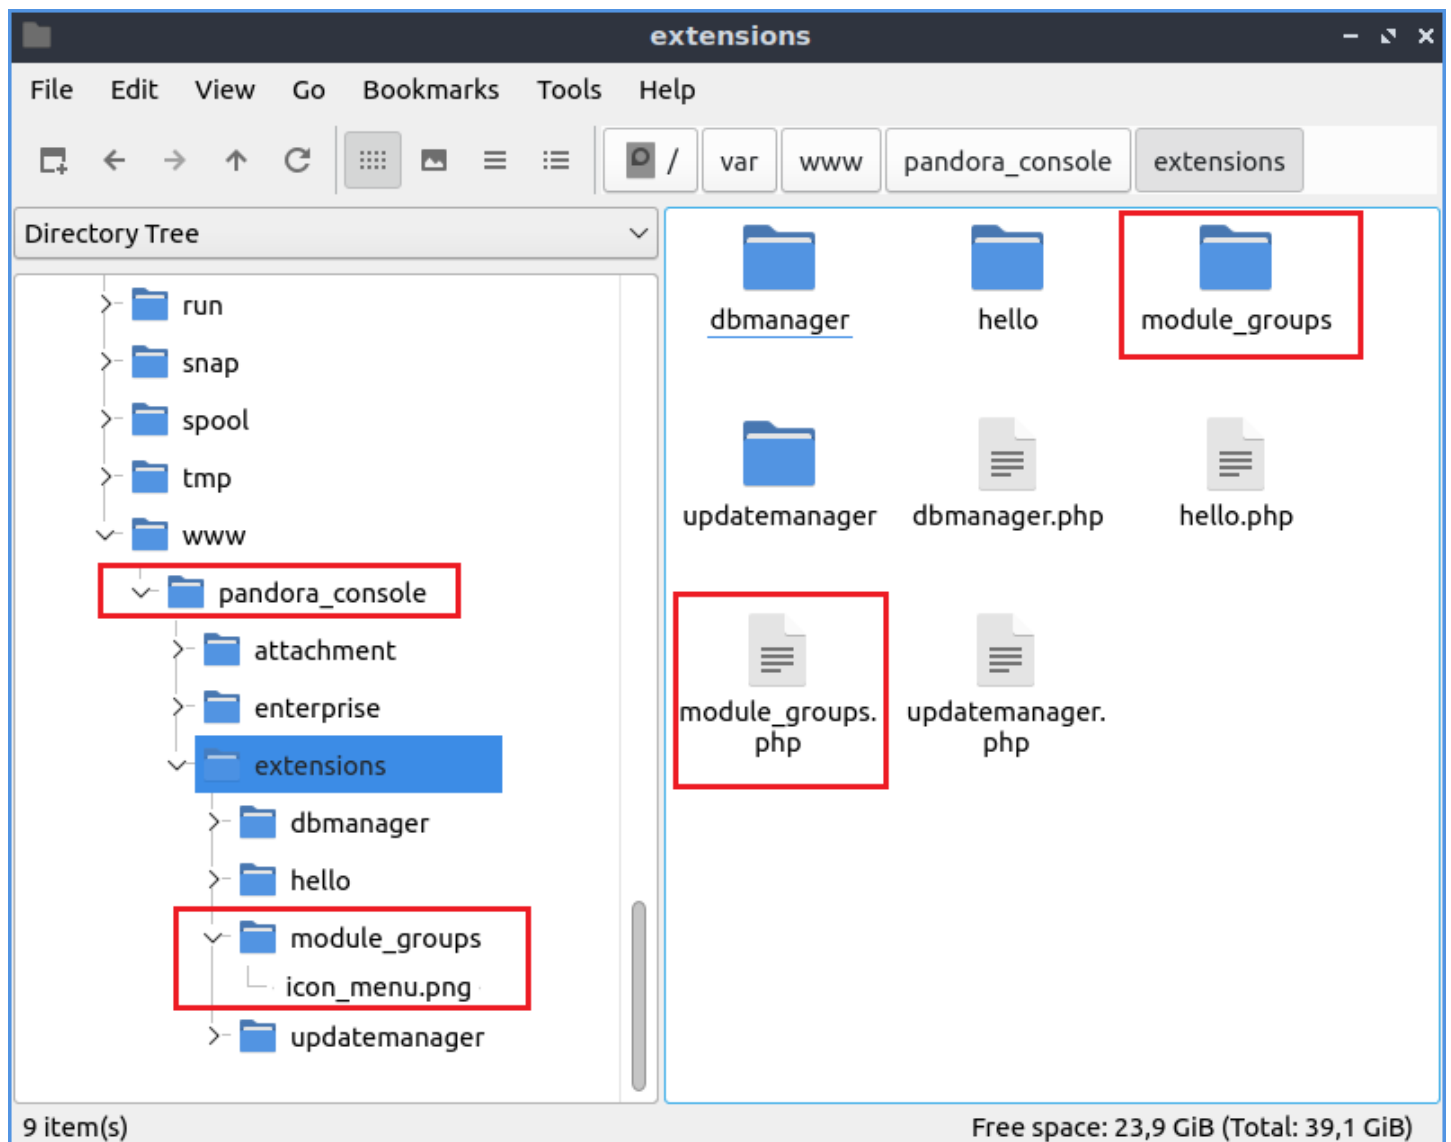 extensions
File Edit View Go Bookmarks Tools Help
/ var www pandora_console extensions
Directory Tree
run
snap
spool
tmp
www
pandora_console
attachment
enterprise
extensions
dbmanager
hello
module_groups
icon_menu.png
updatemanager
dbmanager hello module_groups
updatemanager dbmanager.php hello.php
module_groups.
php
updatemanager.
php
9 item(s)
Free space: 23,9 GiB (Total: 39,1 GiB)